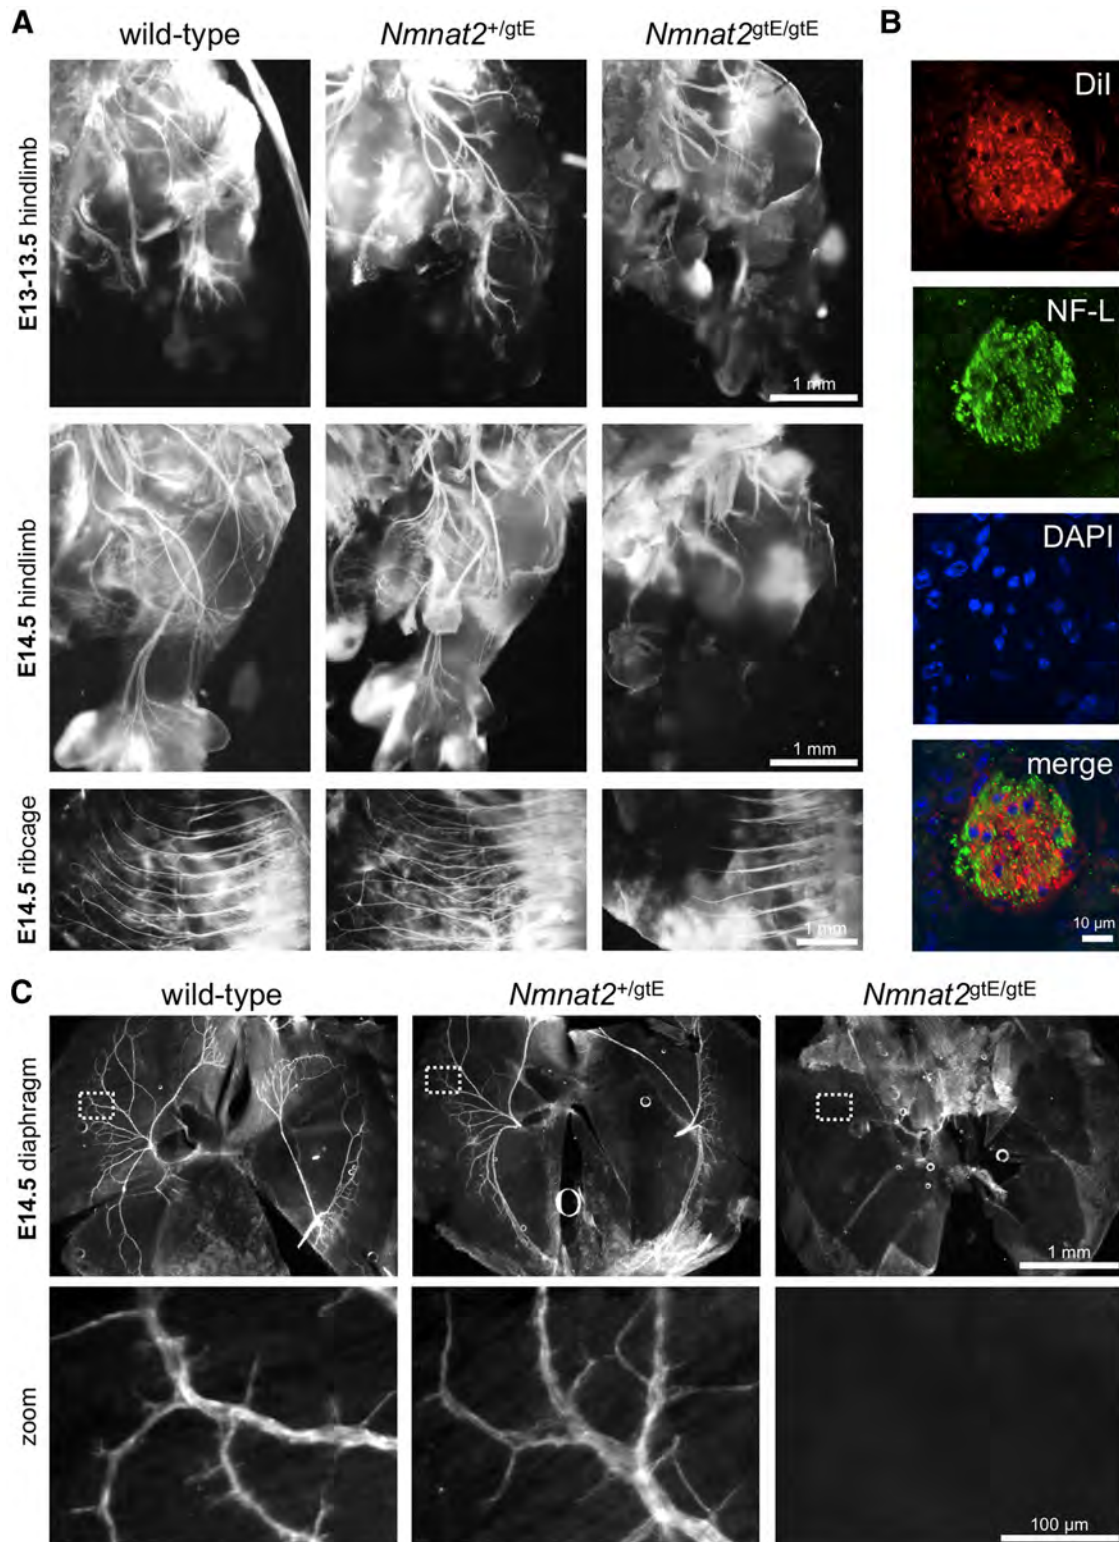 A
wild-type
Nmnat2+/gtE
Nmnat2gtE/gtE
E13-13.5 hindlimb
1 mm
E14.5 hindlimb
1 mm
E14.5 ribcage
1 mm
B
DiI
NF-L
DAPI
merge
10 µm
C
wild-type
Nmnat2+/gtE
Nmnat2gtE/gtE
E14.5 diaphragm
1 mm
zoom
100 µm